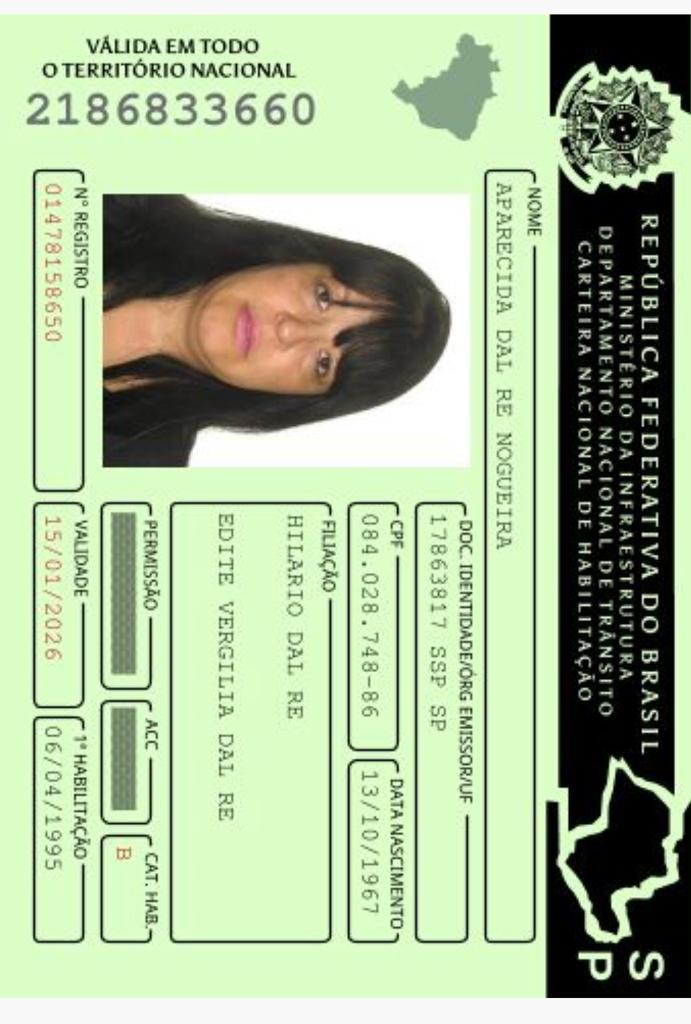 REPÚBLICA FEDERATIVA DO BRASIL
MINISTÉRIO DA INFRAESTRUTURA
DEPARTAMENTO NACIONAL DE TRÂNSITO
CARTEIRA NACIONAL DE HABILITAÇÃO
SP
VÁLIDA EM TODO
O TERRITÓRIO NACIONAL
2186833660
NOME
APARECIDA DAL RE NOGUEIRA
DOC. IDENTIDADE/ÓRG EMISSOR/UF
17863817 SSP SP
CPF
084.028.748-86
DATA NASCIMENTO
13/10/1967
FILIAÇÃO
HILARIO DAL RE
EDITE VERGILIA DAL RE
PERMISSÃO
ACC
CAT. HAB.
B
Nº REGISTRO
01478158650
VALIDADE
15/01/2026
1ª HABILITAÇÃO
06/04/1995